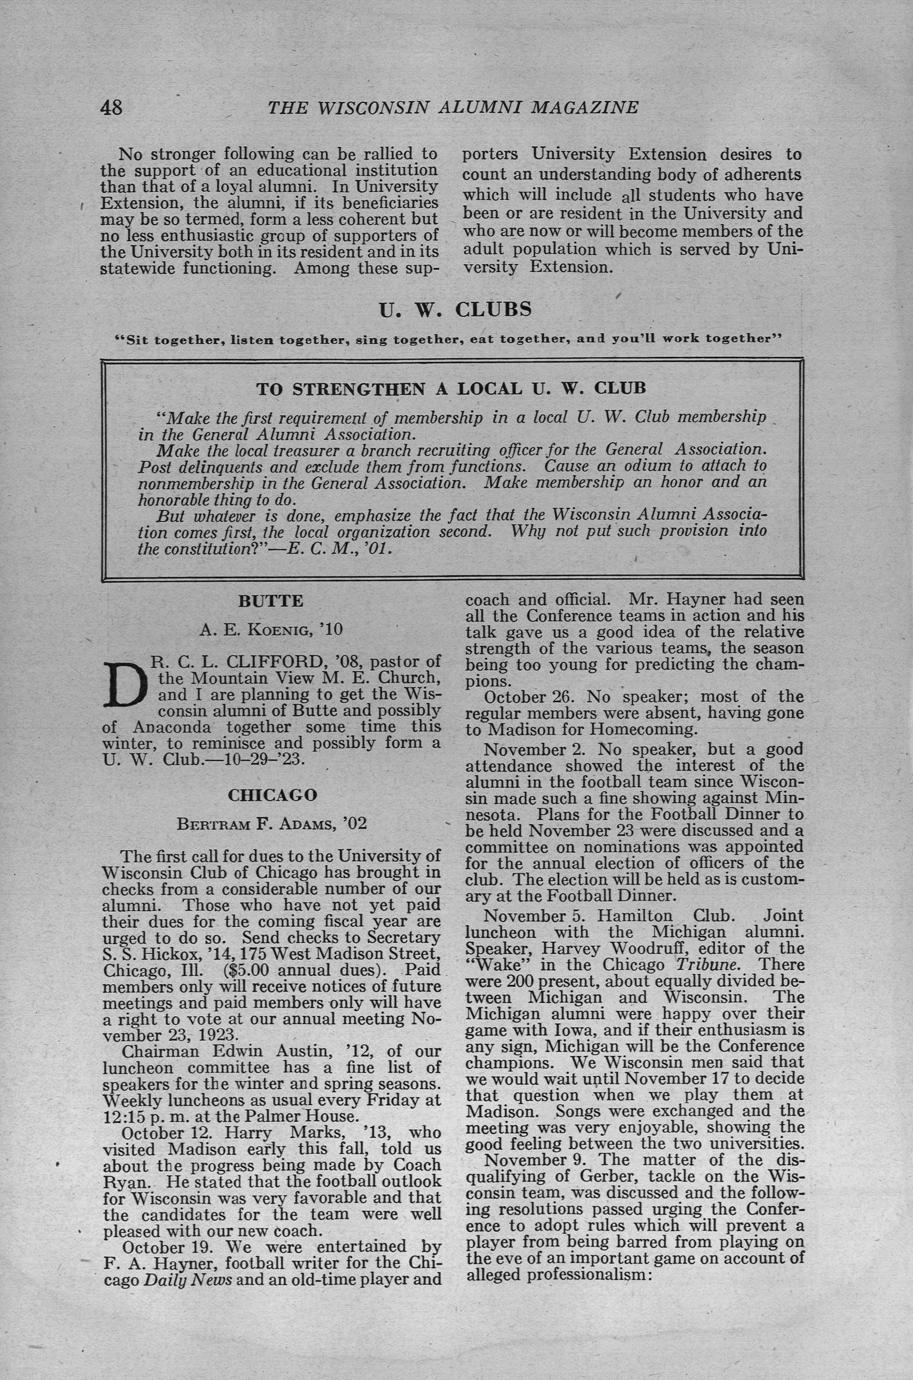 48
THE WISCONSIN ALUMNI MAGAZINE
No stronger following can be rallied to
the support of an educational institution
than that of a loyal alumni. In University
Extension, the alumni, if its beneficiaries
may be so termed, form a less coherent but
no less enthusiastic group of supporters of
the University both in its resident and in its
statewide functioning. Among these sup-
porters University Extension desires to
count an understanding body of adherents
which will include all students who have
been or are resident in the University and
who are now or will become members of the
adult population which is served by Uni-
versity Extension.
U. W. CLUBS
"Sit together, listen together, sing together, eat together, and you'll work together"
TO STRENGTHEN A LOCAL U. W. CLUB
"Make the first requirement of membership in a local U. W. Club membership
in the General Alumni Association.
Make the local treasurer a branch recruiting officer for the General Association.
Post delinquents and exclude them from functions. Cause an odium to attach to
nonmembership in the General Association. Make membership an honor and an
honorable thing to do.
But whatever is done, emphasize the fact that the Wisconsin Alumni Associa-
tion comes first, the local organization second. Why not put such provision into
the constitution?"—E. C. M., '01.
BUTTE
A. E. KOENIG, '10
DR. C. L. CLIFFORD, '08, pastor of
the Mountain View M. E. Church,
and I are planning to get the Wis-
consin alumni of Butte and possibly
of Anaconda together some time this
winter, to reminisce and possibly form a
U. W. Club.—10–29–'23.
CHICAGO
BERTRAM F. ADAMS, '02
The first call for dues to the University of
Wisconsin Club of Chicago has brought in
checks from a considerable number of our
alumni. Those who have not yet paid
their dues for the coming fiscal year are
urged to do so. Send checks to Secretary
S. S. Hickox, '14, 175 West Madison Street,
Chicago, Ill. ($5.00 annual dues). Paid
members only will receive notices of future
meetings and paid members only will have
a right to vote at our annual meeting No-
vember 23, 1923.
Chairman Edwin Austin, '12, of our
luncheon committee has a fine list of
speakers for the winter and spring seasons.
Weekly luncheons as usual every Friday at
12:15 p. m. at the Palmer House.
October 12. Harry Marks, '13, who
visited Madison early this fall, told us
about the progress being made by Coach
Ryan. He stated that the football outlook
for Wisconsin was very favorable and that
the candidates for the team were well
pleased with our new coach.
October 19. We were entertained by
F. A. Hayner, football writer for the Chi-
cago Daily News and an old-time player and
coach and official. Mr. Hayner had seen
all the Conference teams in action and his
talk gave us a good idea of the relative
strength of the various teams, the season
being too young for predicting the cham-
pions.
October 26. No speaker; most of the
regular members were absent, having gone
to Madison for Homecoming.
November 2. No speaker, but a good
attendance showed the interest of the
alumni in the football team since Wiscon-
sin made such a fine showing against Min-
nesota. Plans for the Football Dinner to
be held November 23 were discussed and a
committee on nominations was appointed
for the annual election of officers of the
club. The election will be held as is custom-
ary at the Football Dinner.
November 5. Hamilton Club. Joint
luncheon with the Michigan alumni.
Speaker, Harvey Woodruff, editor of the
"Wake" in the Chicago Tribune. There
were 200 present, about equally divided be-
tween Michigan and Wisconsin. The
Michigan alumni were happy over their
game with Iowa, and if their enthusiasm is
any sign, Michigan will be the Conference
champions. We Wisconsin men said that
we would wait until November 17 to decide
that question when we play them at
Madison. Songs were exchanged and the
meeting was very enjoyable, showing the
good feeling between the two universities.
November 9. The matter of the dis-
qualifying of Gerber, tackle on the Wis-
consin team, was discussed and the follow-
ing resolutions passed urging the Confer-
ence to adopt rules which will prevent a
player from being barred from playing on
the eve of an important game on account of
alleged professionalism: